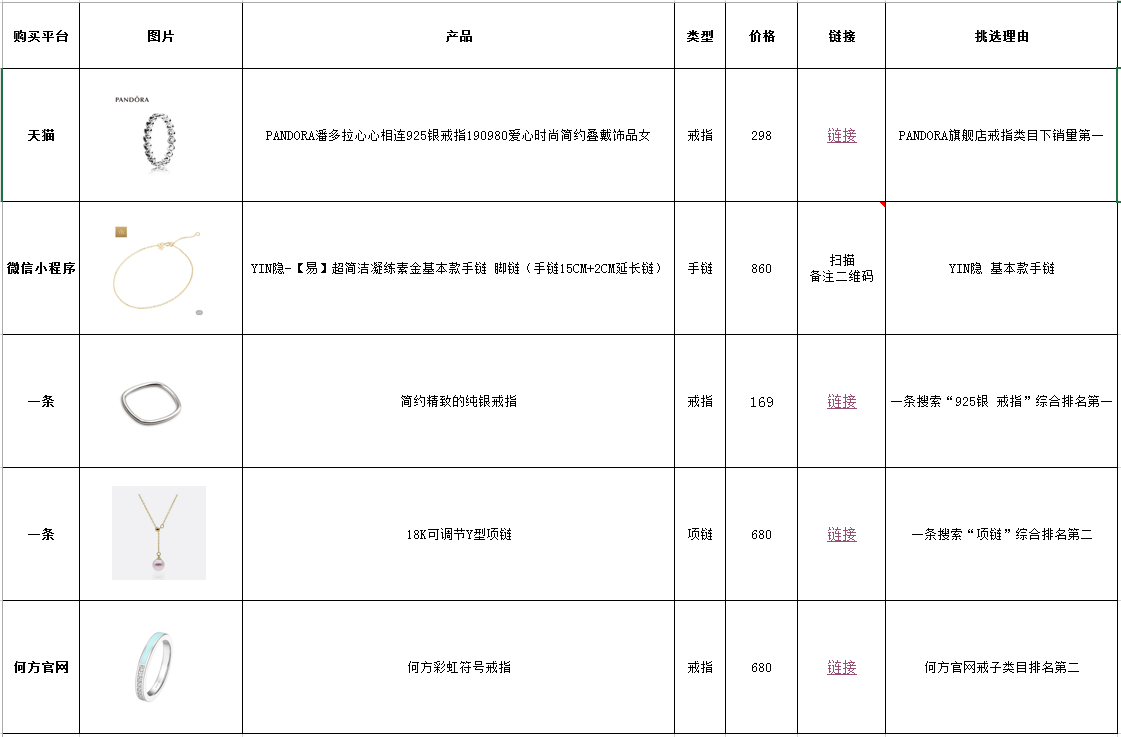 购买平台 图片 产品 类型 价格 链接 挑选理由
PANDÖRA
天猫 PANDORA潘多拉心心相连925银戒指190980爱心时尚简约叠戴饰品女 戒指 298 链接 PANDORA旗舰店戒指类目下销量第一
微信小程序 YIN隐-【易】超简洁凝练素金基本款手链 脚链（手链15CM+2CM延长链） 手链 860 扫描
备注二维码 YIN隐 基本款手链
一条 简约精致的纯银戒指 戒指 169 链接 一条搜索“925银 戒指”综合排名第一
一条 18K可调节Y型项链 项链 680 链接 一条搜索“项链”综合排名第二
何方官网 何方彩虹符号戒指 戒指 680 链接 何方官网戒子类目排名第二